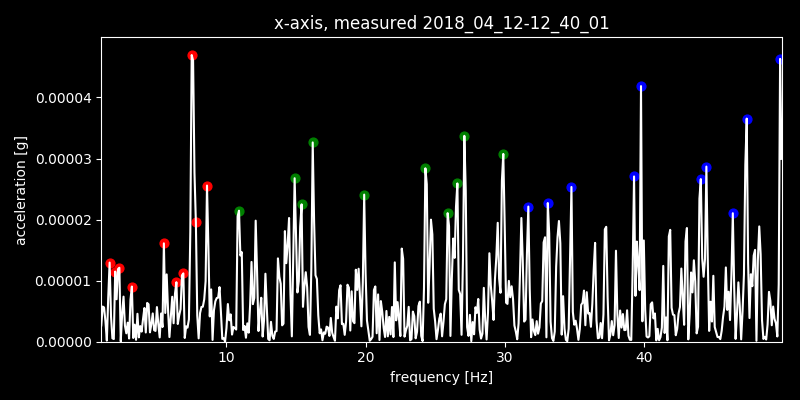 x-axis, measured 2018_04_12-12_40_01
0.00004
0.00003
0.00002
0.00001
0.00000
acceleration [g]
10 20 30 40
frequency [Hz]